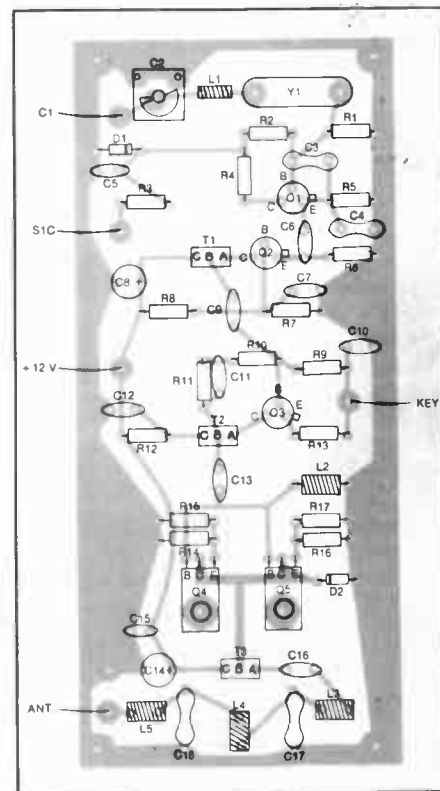 C2
L1
Y1
C1
R2
R1
D1
C3
C5
R4
B
R3
Q1
R5
C
E
S1C
C6
C4
T1
B
C B A
C
Q2
E
R6
C8 +
C7
R8
C9
R7
C10
R10
R9
+12 V
R11
C11
KEY
C12
B
E
Q3
C
T2
R12
C B A
R13
C13
L2
R16
R17
R14
R16
B C E
B C E
D2
Q4
Q5
C15
T3
C16
C14+
C B A
ANT
L4
L3
L5
C18
C17